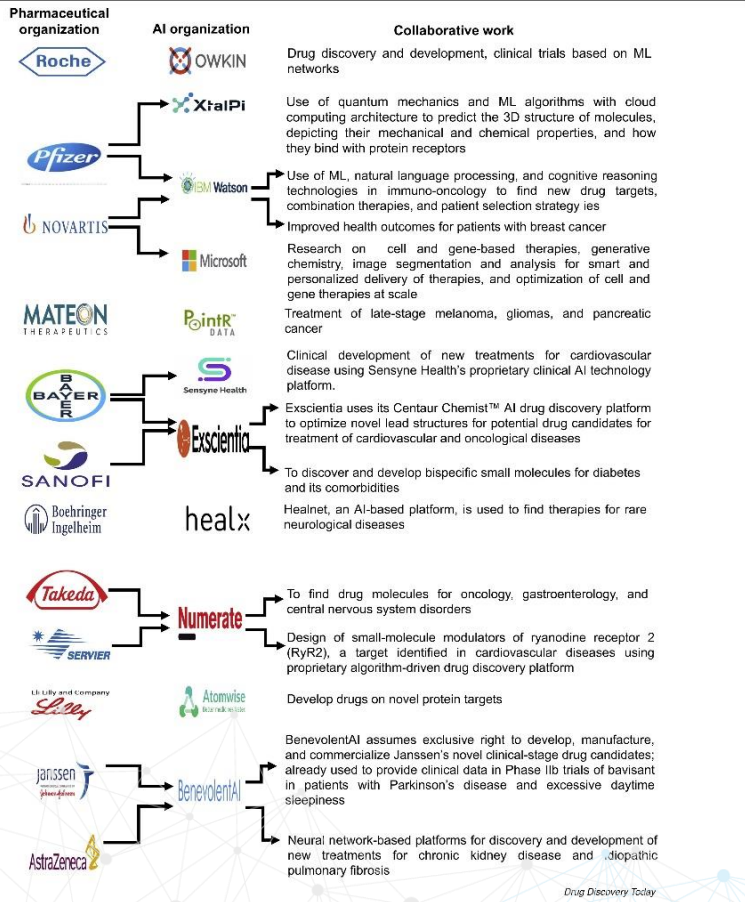 Pharmaceutical
organization
AI organization
Collaborative work
Roche
OWKIN
Drug discovery and development, clinical trials based on ML
networks
XtalPi
Use of quantum mechanics and ML algorithms with cloud
computing architecture to predict the 3D structure of molecules,
depicting their mechanical and chemical properties, and how
they bind with protein receptors
Pfizer
IBM Watson
Use of ML, natural language processing, and cognitive reasoning
technologies in immuno-oncology to find new drug targets,
combination therapies, and patient selection strategy ies
NOVARTIS
Improved health outcomes for patients with breast cancer
Microsoft
Research on cell and gene-based therapies, generative
chemistry, image segmentation and analysis for smart and
personalized delivery of therapies, and optimization of cell and
gene therapies at scale
MATEON
THERAPEUTICS
PointR™
DATA
Treatment of late-stage melanoma, gliomas, and pancreatic
cancer
BAYER
BAYER
Sensyne Health
Clinical development of new treatments for cardiovascular
disease using Sensyne Health's proprietary clinical AI technology
platform.
Exscientia
Exscientia uses its Centaur Chemist™ AI drug discovery platform
to optimize novel lead structures for potential drug candidates for
treatment of cardiovascular and oncological diseases
SANOFI
To discover and develop bispecific small molecules for diabetes
and its comorbidities
Boehringer
Ingelheim
healx
Healnet, an AI-based platform, is used to find therapies for rare
neurological diseases
Takeda
Numerate
To find drug molecules for oncology, gastroenterology, and
central nervous system disorders
SERVIER
Design of small-molecule modulators of ryanodine receptor 2
(RyR2), a target identified in cardiovascular diseases using
proprietary algorithm-driven drug discovery platform
Lilly and Company
Lilly
Atomwise
Develop drugs on novel protein targets
janssen
Johnson & Johnson
BenevolentAI
BenevolentAI assumes exclusive right to develop, manufacture,
and commercialize Janssen's novel clinical-stage drug candidates;
already used to provide clinical data in Phase IIb trials of bavisant
in patients with Parkinson's disease and excessive daytime
sleepiness
AstraZeneca
Neural network-based platforms for discovery and development of
new treatments for chronic kidney disease and idiopathic
pulmonary fibrosis
Drug Discovery Today